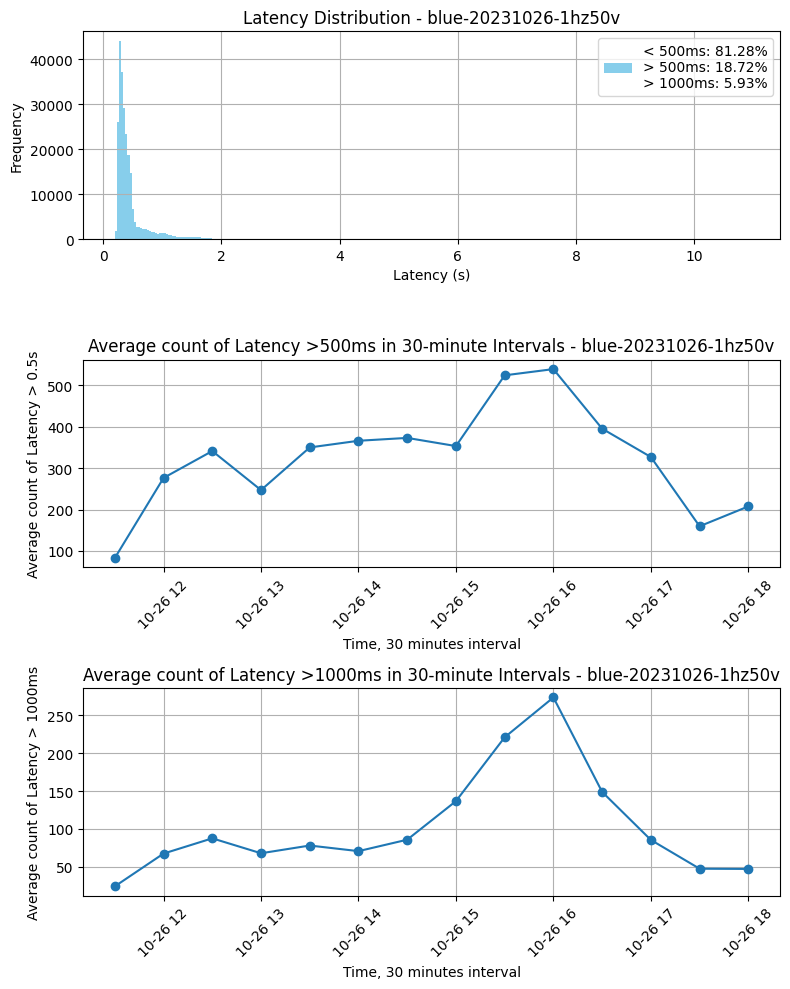 Latency Distribution - blue-20231026-1hz50v
Frequency
40000
30000
20000
10000
0
< 500ms: 81.28%
> 500ms: 18.72%
> 1000ms: 5.93%
0 2 4 6 8 10
Latency (s)
Average count of Latency >500ms in 30-minute Intervals - blue-20231026-1hz50v
Average count of Latency > 0.5s
500
400
300
200
100
10-26 12 10-26 13 10-26 14 10-26 15 10-26 16 10-26 17 10-26 18
Time, 30 minutes interval
Average count of Latency >1000ms in 30-minute Intervals - blue-20231026-1hz50v
Average count of Latency > 1000ms
250
200
150
100
50
10-26 12 10-26 13 10-26 14 10-26 15 10-26 16 10-26 17 10-26 18
Time, 30 minutes interval